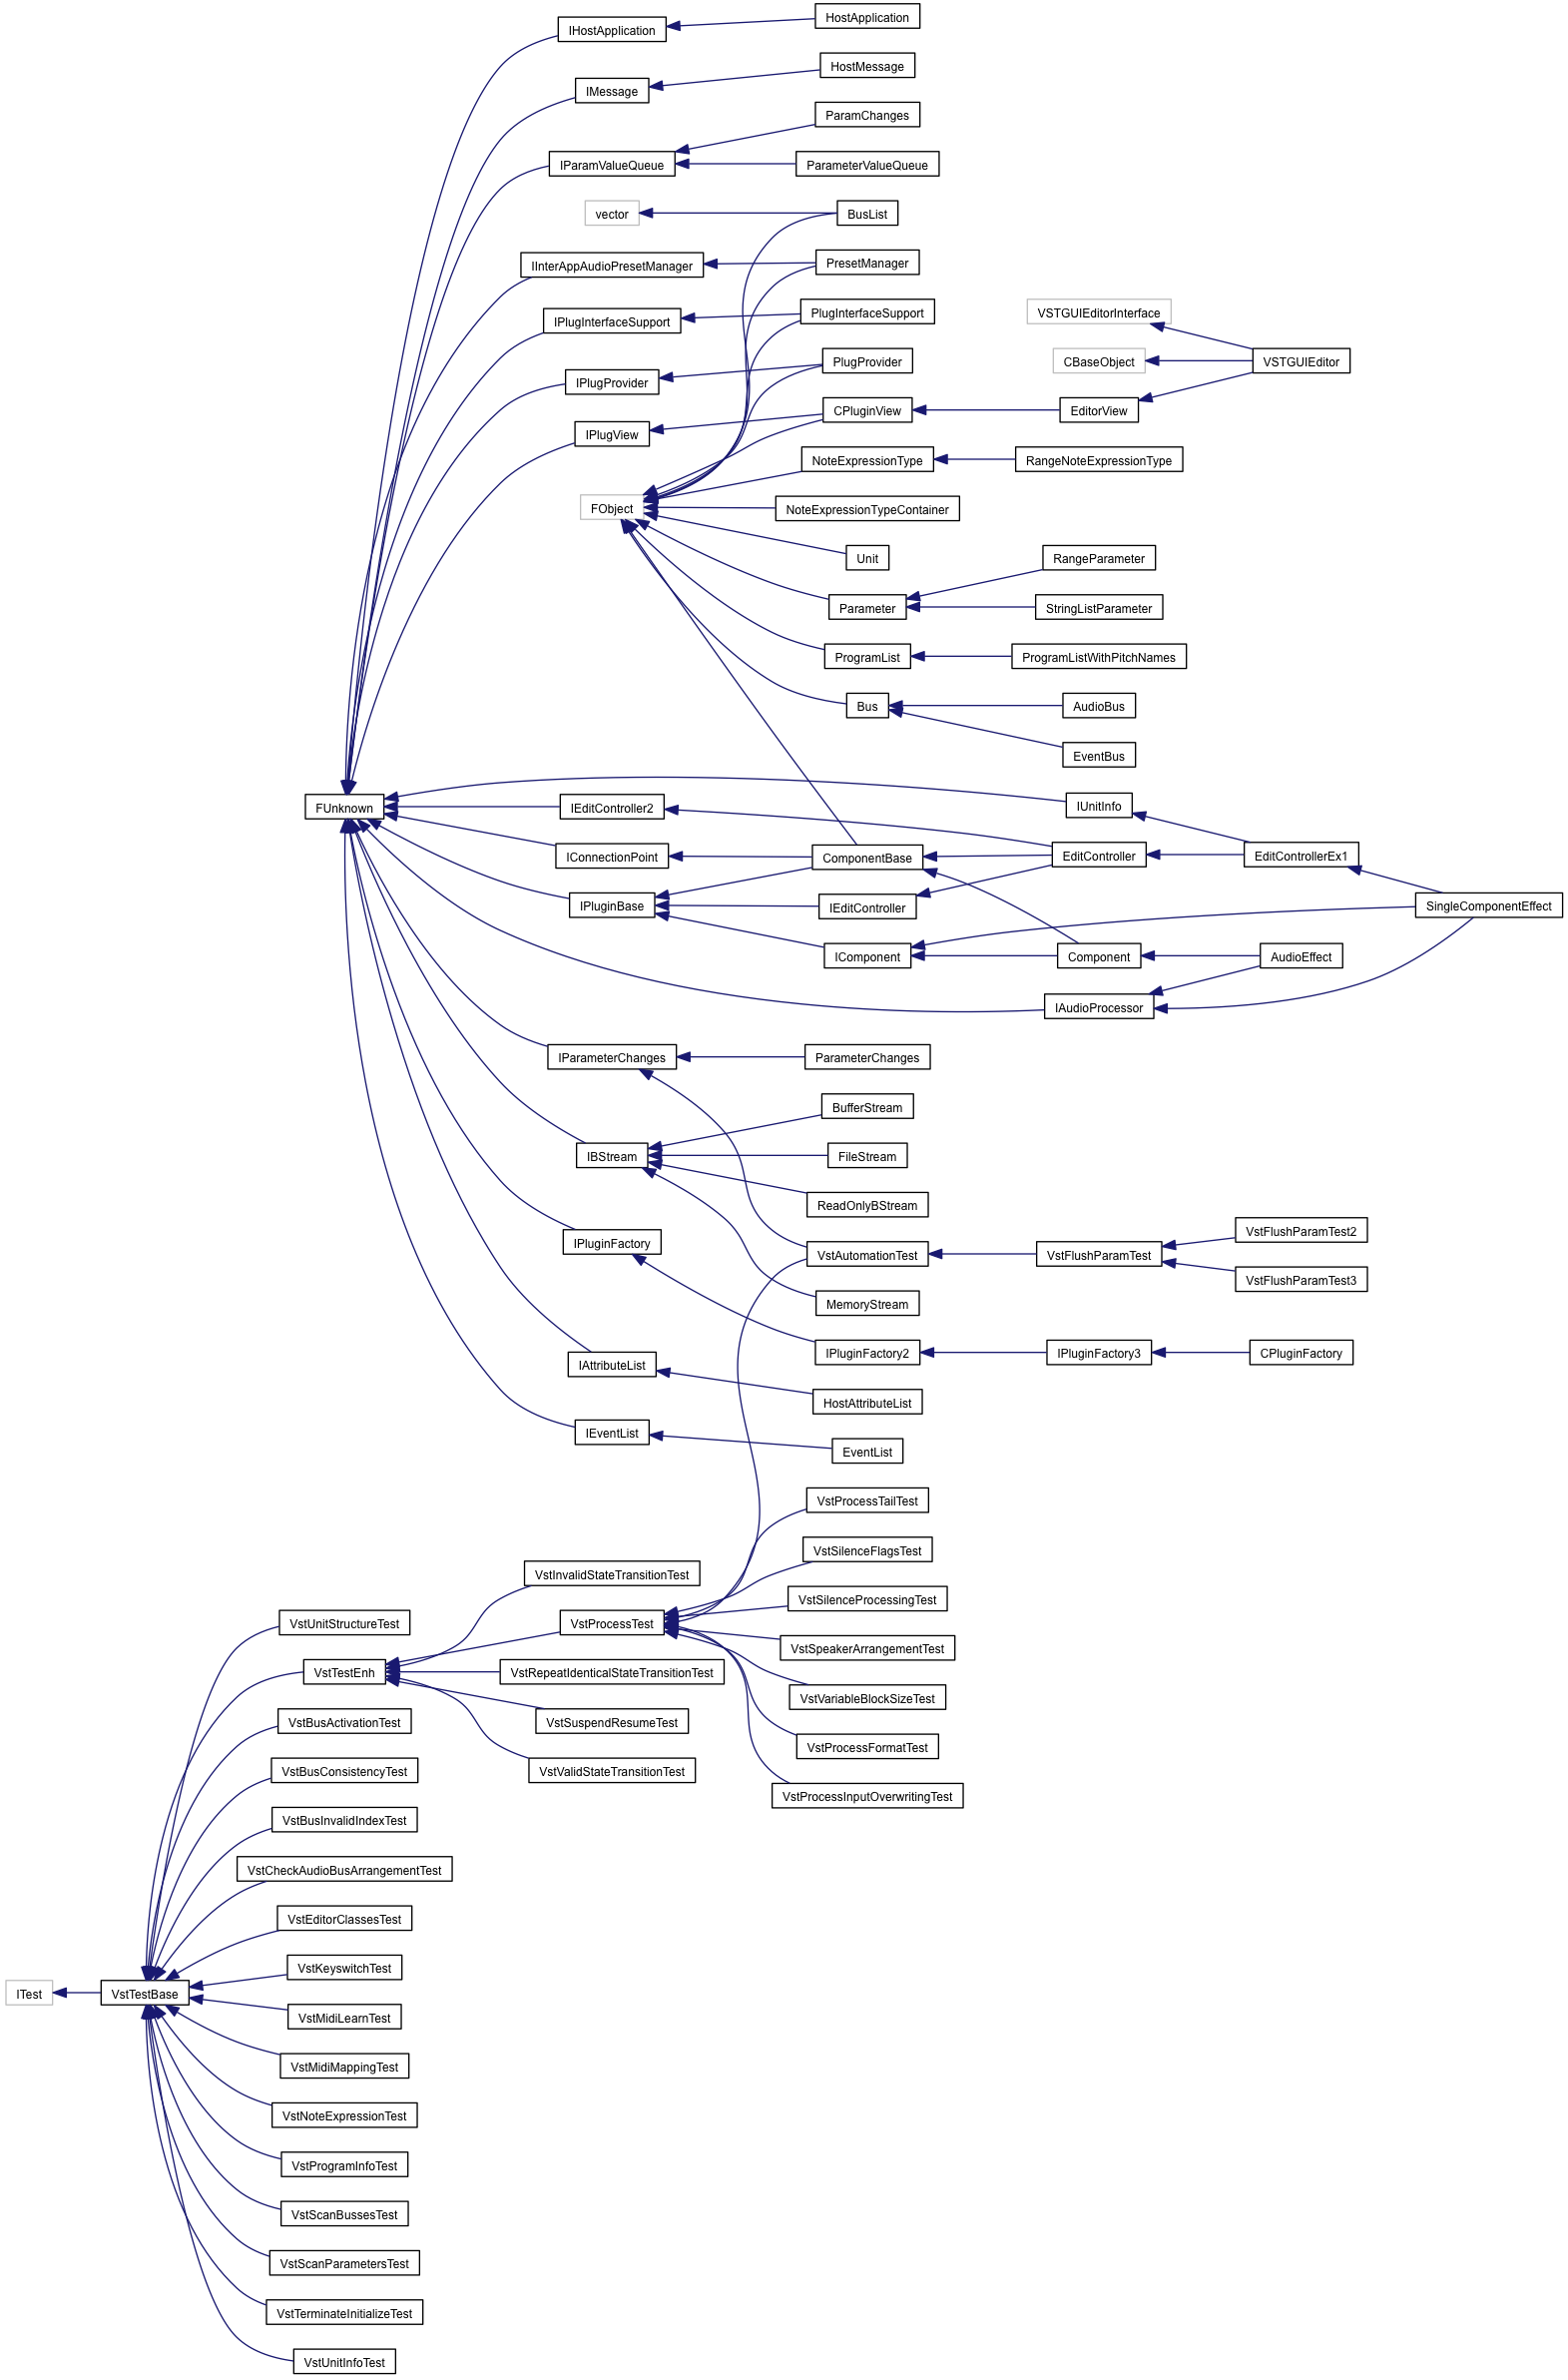 HostApplication
IHostApplication
HostMessage
IMessage
ParamChanges
IParamValueQueue
ParameterValueQueue
vector
BusList
IInterAppAudioPresetManager
PresetManager
IPlugInterfaceSupport
PlugInterfaceSupport
VSTGUIEditorInterface
IPlugProvider
PlugProvider
CBaseObject
VSTGUIEditor
IPlugView
CPluginView
EditorView
NoteExpressionType
RangeNoteExpressionType
FObject
NoteExpressionTypeContainer
Unit
RangeParameter
Parameter
StringListParameter
ProgramList
ProgramListWithPitchNames
Bus
AudioBus
EventBus
FUnknown
IEditController2
IUnitInfo
IConnectionPoint
ComponentBase
EditController
EditControllerEx1
IPluginBase
IEditController
SingleComponentEffect
IComponent
Component
AudioEffect
IAudioProcessor
IParameterChanges
ParameterChanges
BufferStream
IBStream
FileStream
ReadOnlyBStream
IPluginFactory
VstAutomationTest
VstFlushParamTest
VstFlushParamTest2
VstFlushParamTest3
MemoryStream
IPluginFactory2
IPluginFactory3
CPluginFactory
IAttributeList
HostAttributeList
IEventList
EventList
VstProcessTailTest
VstSilenceFlagsTest
VstInvalidStateTransitionTest
VstSilenceProcessingTest
VstUnitStructureTest
VstProcessTest
VstSpeakerArrangementTest
VstTestEnh
VstRepeatIdenticalStateTransitionTest
VstVariableBlockSizeTest
VstBusActivationTest
VstSuspendResumeTest
VstProcessFormatTest
VstBusConsistencyTest
VstValidStateTransitionTest
VstProcessInputOverwritingTest
VstBusInvalidIndexTest
VstCheckAudioBusArrangementTest
VstEditorClassesTest
VstKeyswitchTest
ITest
VstTestBase
VstMidiLearnTest
VstMidiMappingTest
VstNoteExpressionTest
VstProgramInfoTest
VstScanBussesTest
VstScanParametersTest
VstTerminateInitializeTest
VstUnitInfoTest